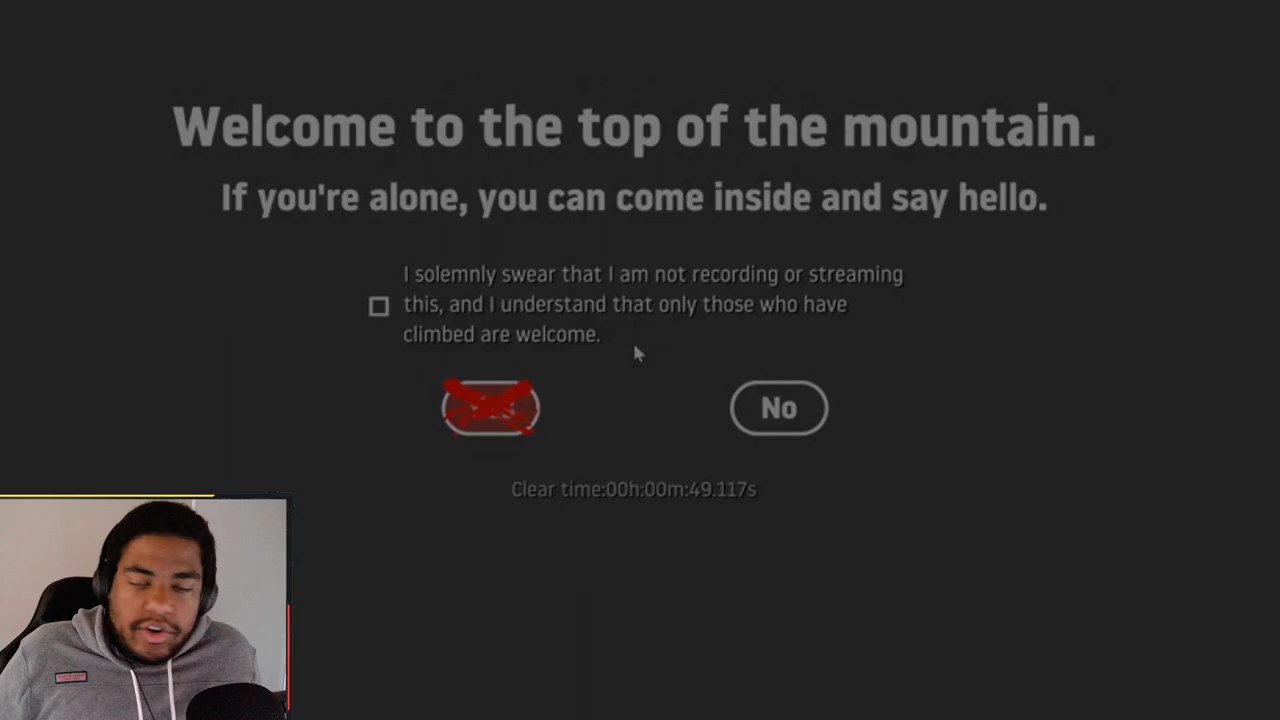 Welcome to the top of the mountain.
If you're alone, you can come inside and say hello.
I solemnly swear that I am not recording or streaming
this, and I understand that only those who have
climbed are welcome.
No
Clear time:00h:00m:49.117s